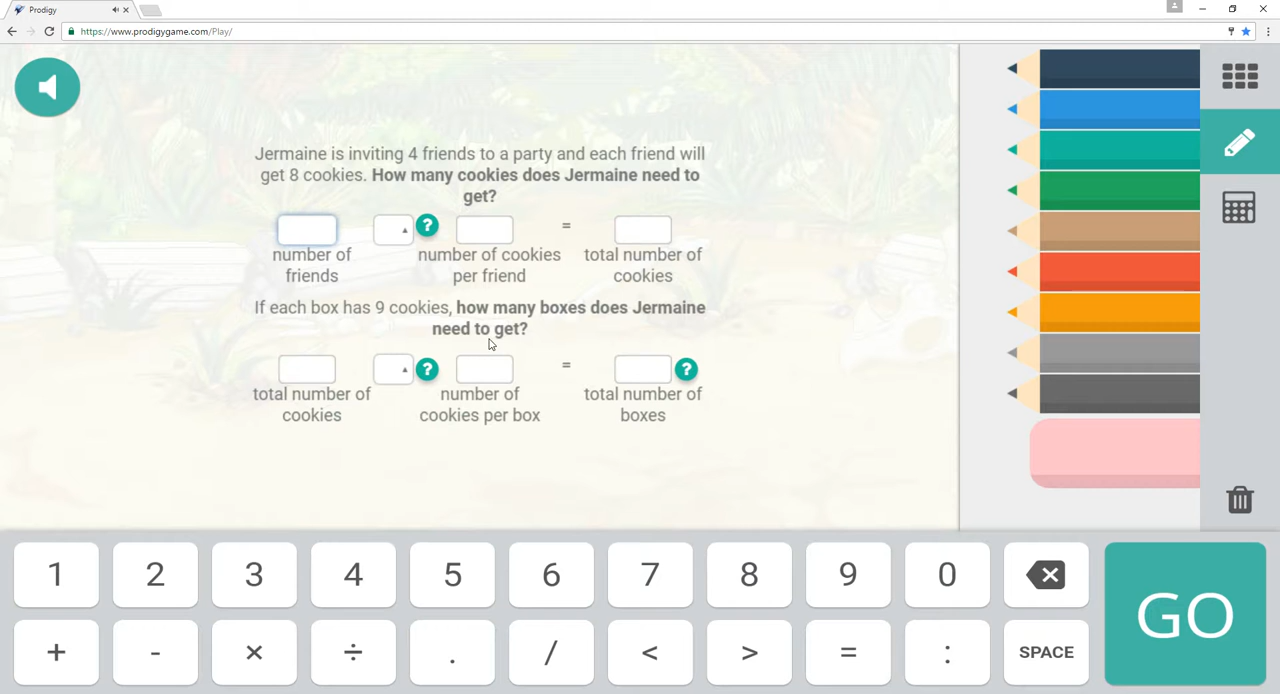 Prodigy
https://www.prodigygame.com/Play/
Jermaine is inviting 4 friends to a party and each friend will
get 8 cookies. How many cookies does Jermaine need to
get?
? =
number of friends
number of cookies per friend
total number of cookies
If each box has 9 cookies, how many boxes does Jermaine
need to get?
? = ?
total number of cookies
number of cookies per box
total number of boxes
1 2 3 4 5 6 7 8 9 0
GO
+ - × ÷ . / < > = : SPACE